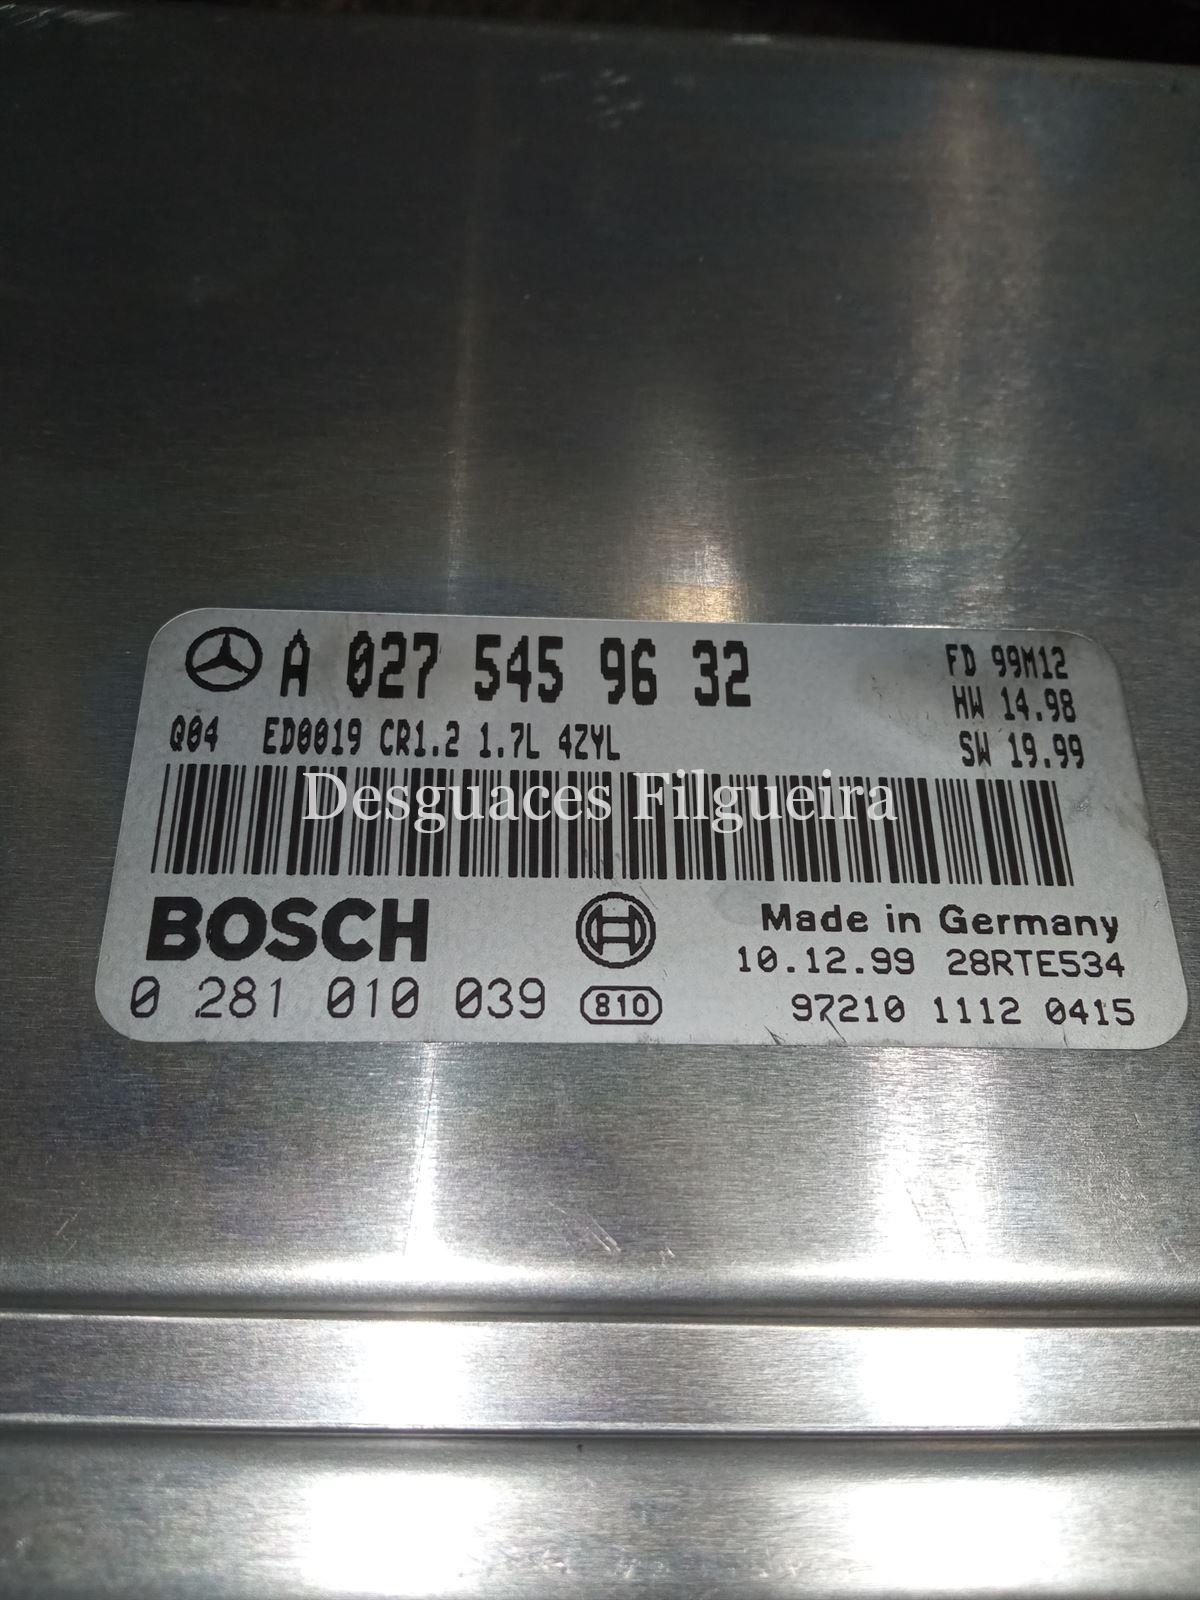 A 027 545 96 32
FD 99M12
HW 14.98
Q04 ED0019 CR1.2 1.7L 4ZYL
SW 19.99
Desguaces Filgueira
BOSCH
Made in Germany
10.12.99 28RTE534
0 281 010 039 810
97210 1112 0415